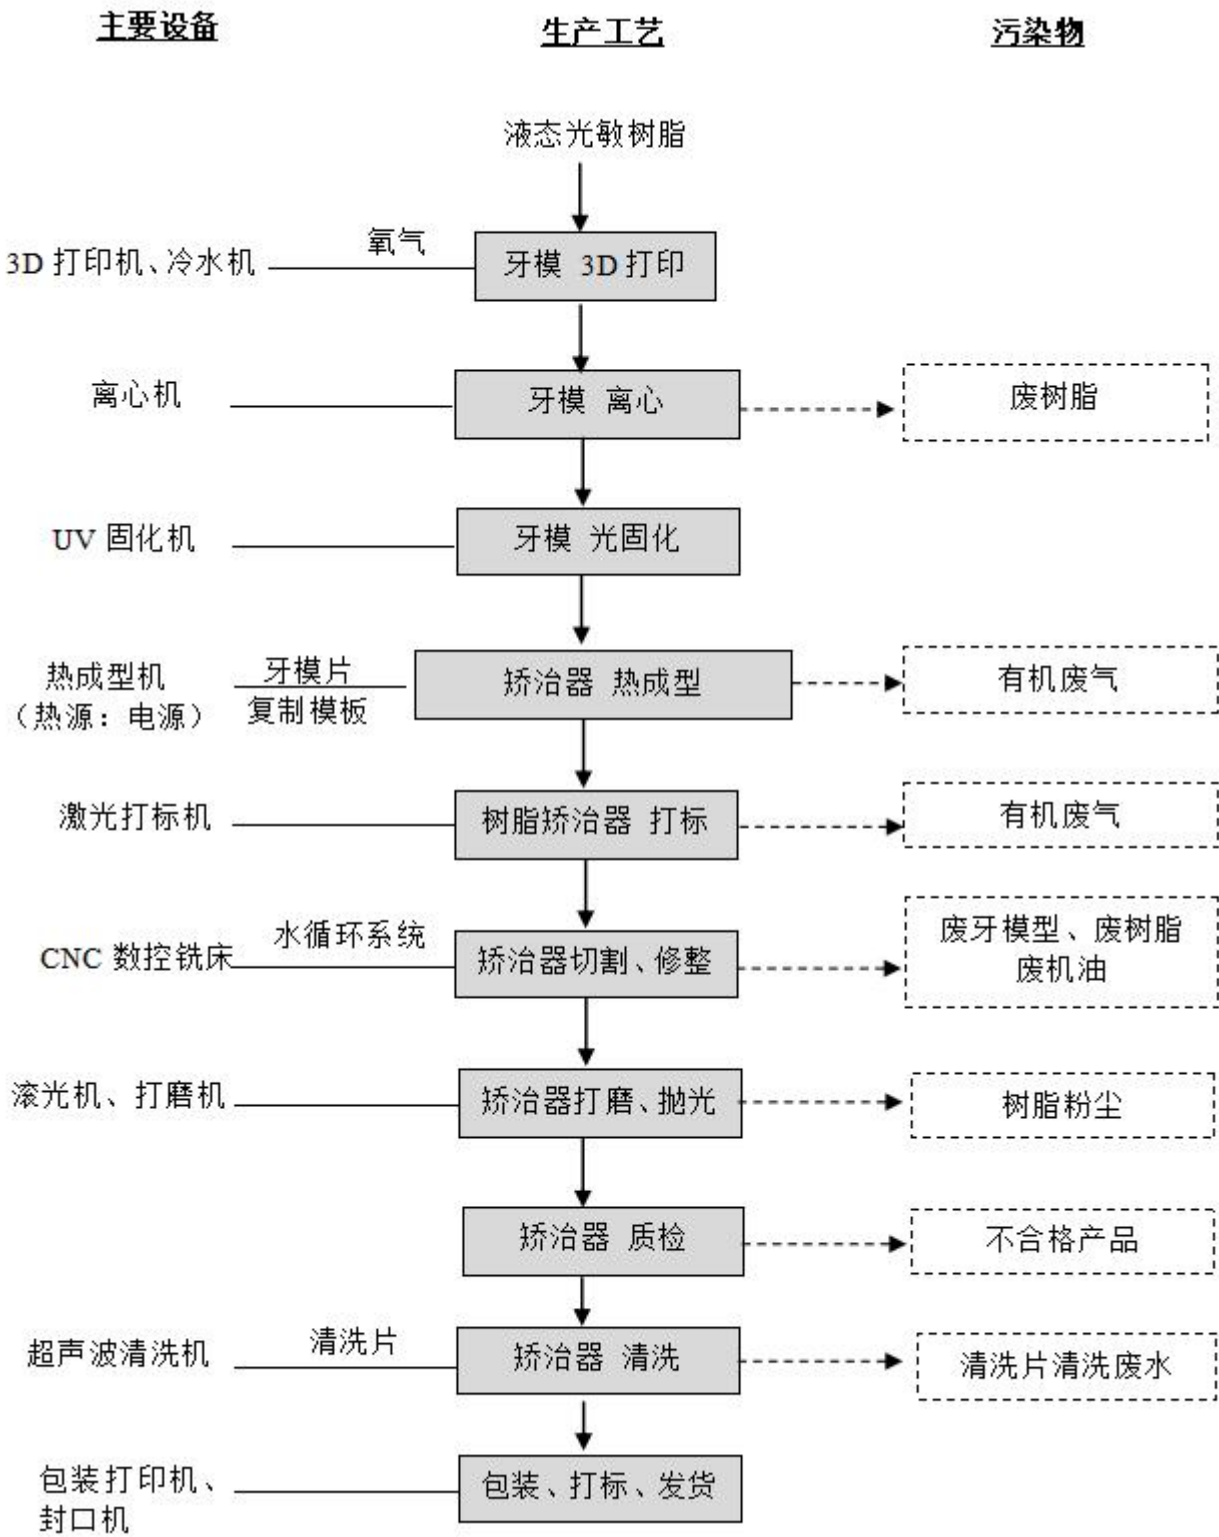 主要设备 生产工艺 污染物
液态光敏树脂
氧气
3D 打印机、冷水机 牙模 3D 打印
离心机 牙模 离心 废树脂
UV 固化机 牙模 光固化
热成型机
（热源：电源）
牙模片
复制模板
矫治器 热成型 有机废气
激光打标机 树脂矫治器 打标 有机废气
水循环系统
CNC 数控铣床 矫治器切割、修整
废牙模型、废树脂
废机油
滚光机、打磨机 矫治器打磨、抛光 树脂粉尘
矫治器 质检 不合格产品
清洗片
超声波清洗机 矫治器 清洗 清洗片清洗废水
包装打印机、
封口机
包装、打标、发货